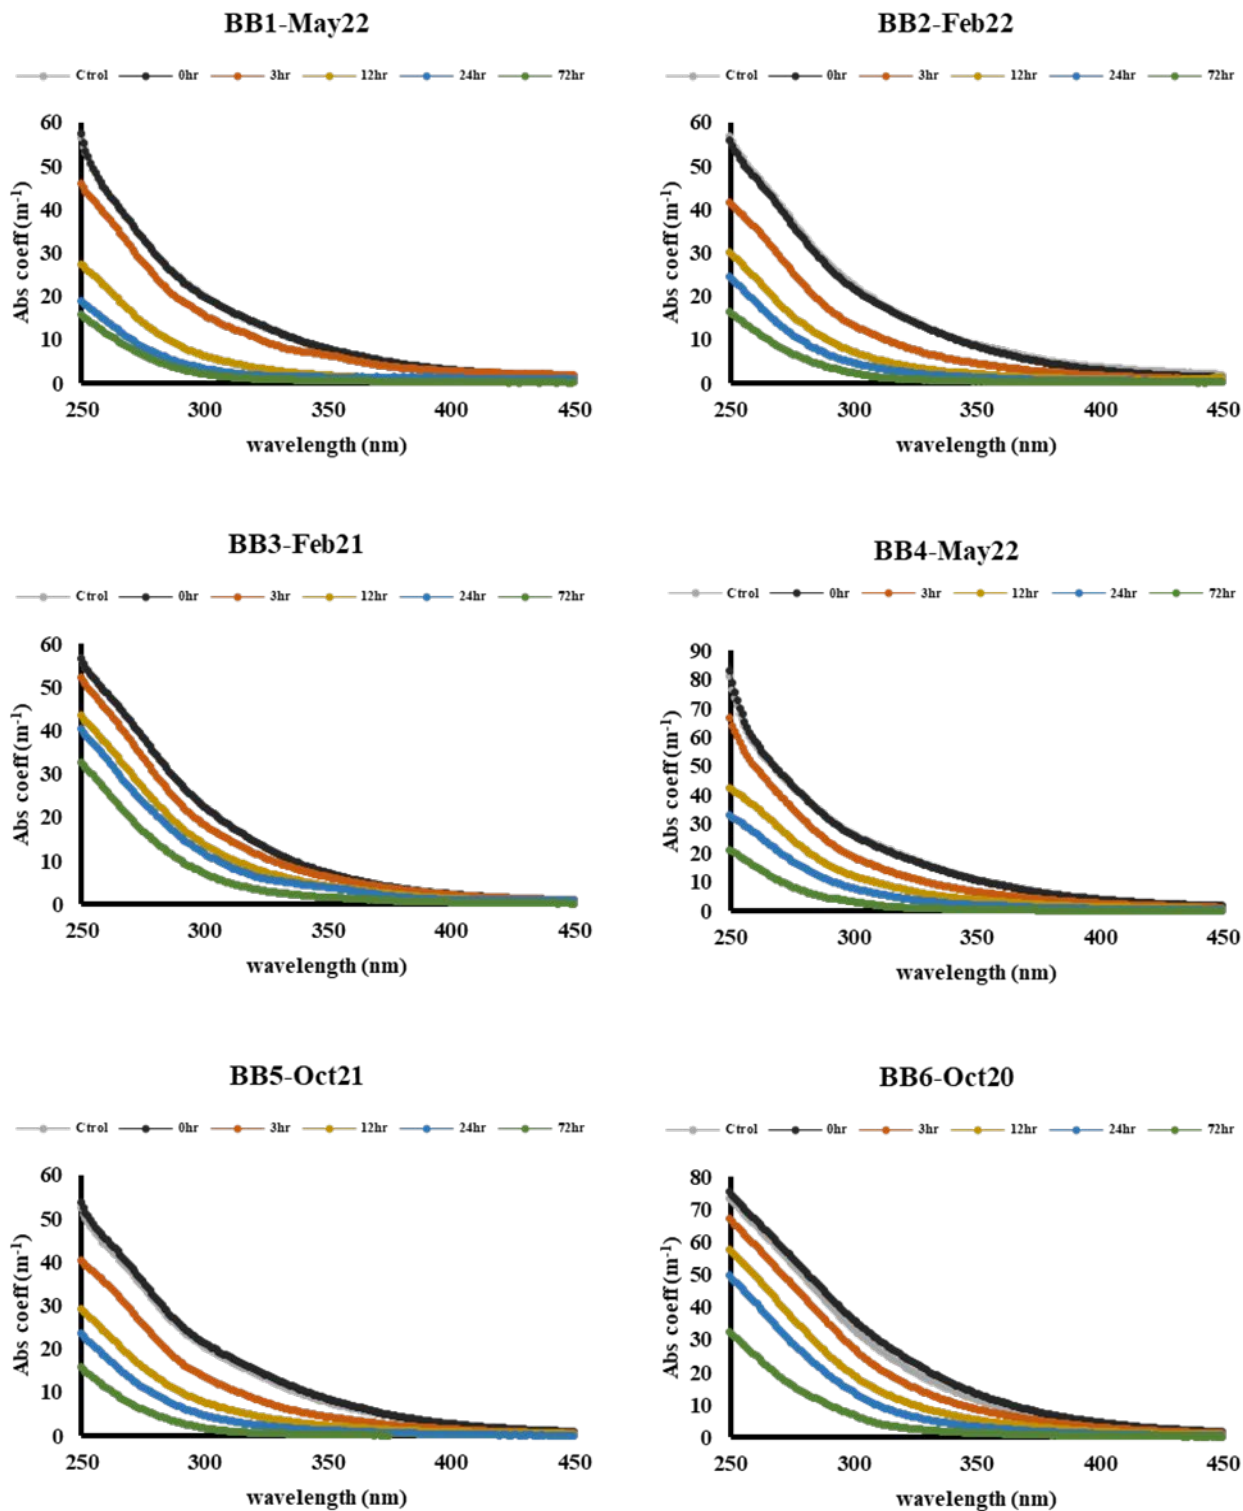 BB1-May22
Ctrol 0hr 3hr 12hr 24hr 72hr
60
50
40
30
20
10
0
Abs coeff (m⁻¹)
250 300 350 400 450
wavelength (nm)
BB2-Feb22
Ctrol 0hr 3hr 12hr 24hr 72hr
60
50
40
30
20
10
0
Abs coeff (m⁻¹)
250 300 350 400 450
wavelength (nm)
BB3-Feb21
Ctrol 0hr 3hr 12hr 24hr 72hr
60
50
40
30
20
10
0
Abs coeff (m⁻¹)
250 300 350 400 450
wavelength (nm)
BB4-May22
Ctrol 0hr 3hr 12hr 24hr 72hr
90
80
70
60
50
40
30
20
10
0
Abs coeff (m⁻¹)
250 300 350 400 450
wavelength (nm)
BB5-Oct21
Ctrol 0hr 3hr 12hr 24hr 72hr
60
50
40
30
20
10
0
Abs coeff (m⁻¹)
250 300 350 400 450
wavelength (nm)
BB6-Oct20
Ctrol 0hr 3hr 12hr 24hr 72hr
80
70
60
50
40
30
20
10
0
Abs coeff (m⁻¹)
250 300 350 400 450
wavelength (nm)